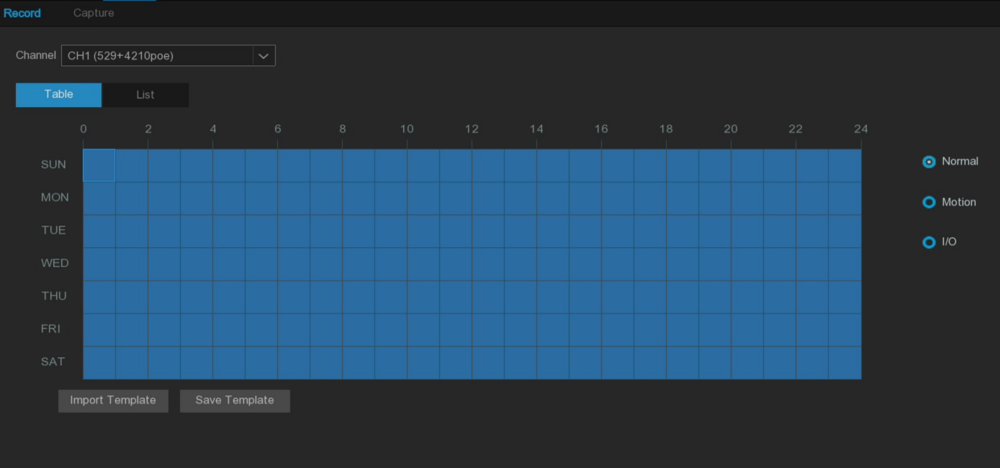 Record Capture
Channel CH1 (529+4210poe)
Table List
0 2 4 6 8 10 12 14 16 18 20 22 24
SUN Normal
MON Motion
TUE I/O
WED
THU
FRI
SAT
Import Template Save Template